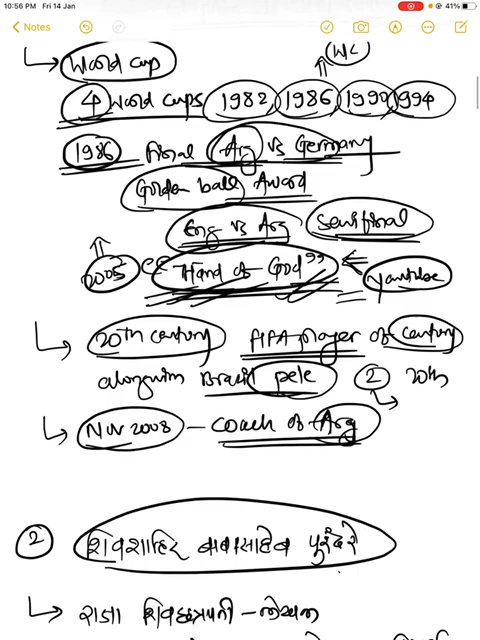 10:56 PM Fri 14 Jan 41%
Notes
WC
World cup
4 World cups 1982 1986 1990 1994
1986 Final Arg vs Germany
Golden ball Award
Eng vs Arg Semifinal
2005 "Hand of God" Youtube
20th century FIFA player of Century
alongwith Brazil pele 2 20th
Nov 2008 - Coach of Arg
2 शिवशाहिर बाबासाहेब पुरंदरे
राजा शिवछत्रपती - लेखन